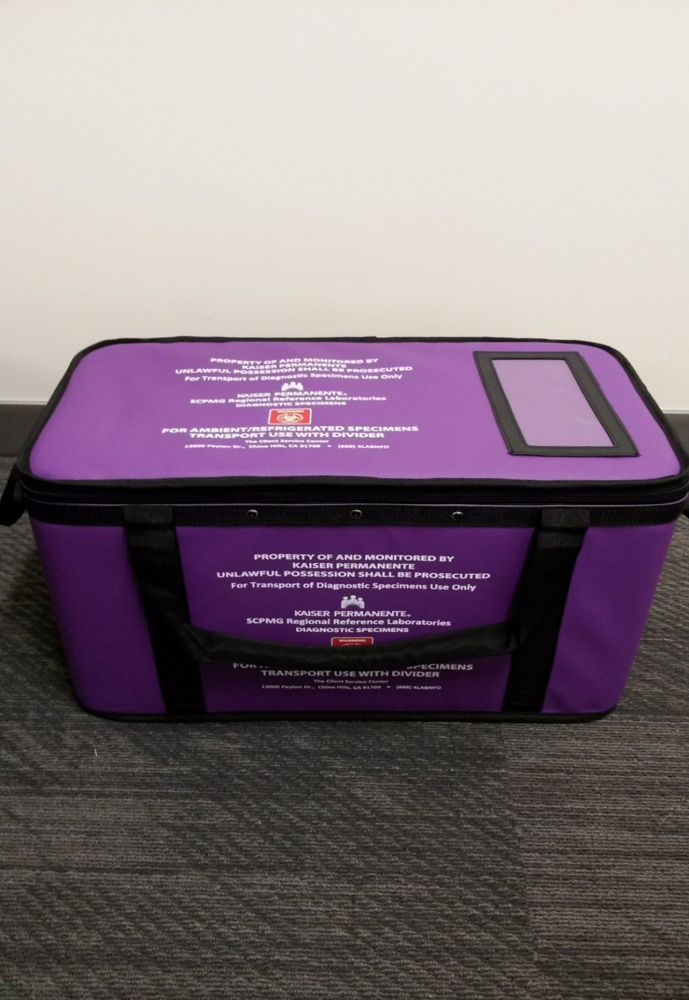 PROPERTY OF AND MONITORED BY
KAISER PERMANENTE
UNLAWFUL POSSESSION SHALL BE PROSECUTED
For Transport of Diagnostic Specimens Use Only
KAISER PERMANENTE®
SCPMG Regional Reference Laboratories
DIAGNOSTIC SPECIMENS
WARNING
FOR AMBIENT/REFRIGERATED SPECIMENS
TRANSPORT USE WITH DIVIDER
The Client Service Center
13000 Peyton Dr., Chino Hills, CA 91709 • (888) 4LABNFO
PROPERTY OF AND MONITORED BY
KAISER PERMANENTE
UNLAWFUL POSSESSION SHALL BE PROSECUTED
For Transport of Diagnostic Specimens Use Only
KAISER PERMANENTE®
SCPMG Regional Reference Laboratories
DIAGNOSTIC SPECIMENS
WARNING
SPECIMENS
TRANSPORT USE WITH DIVIDER
The Client Service Center
13000 Peyton Dr., Chino Hills, CA 91709 • (888) 4LABNFO